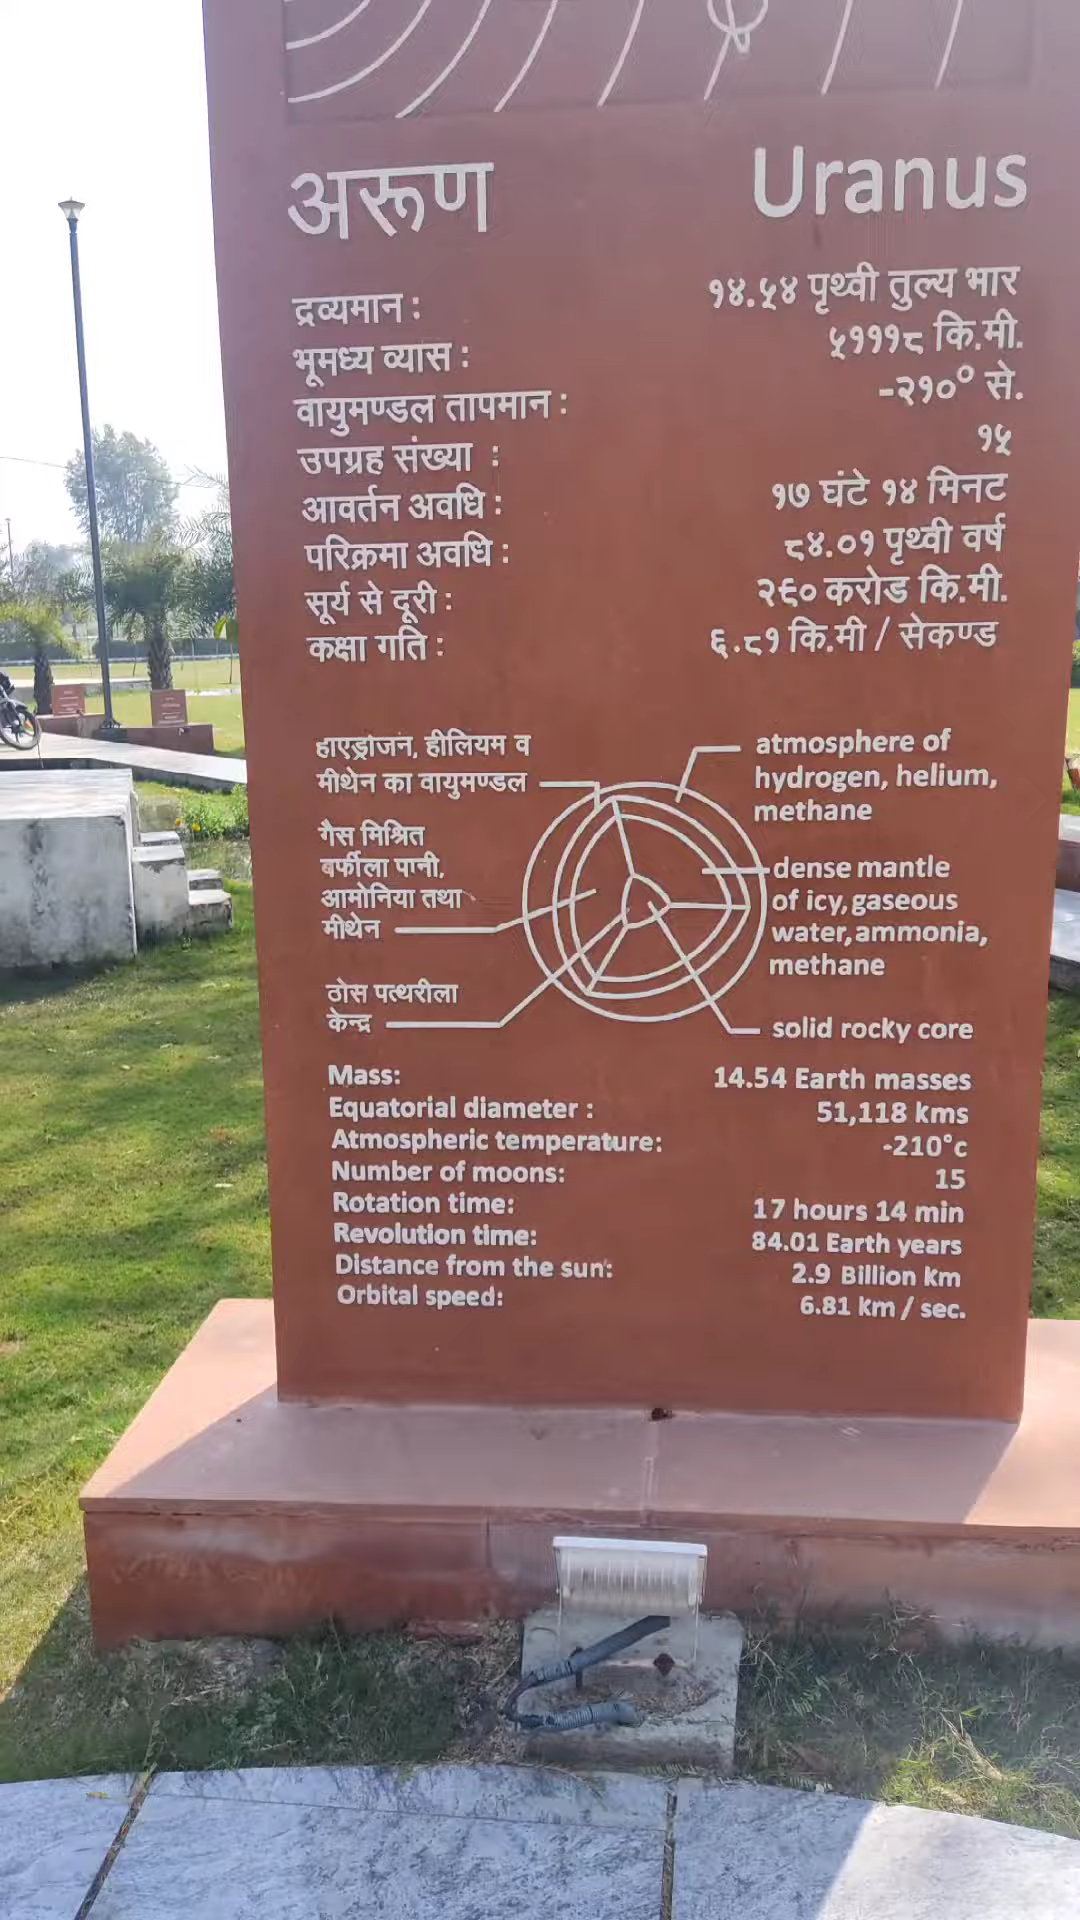 अरूण Uranus
द्रव्यमान : १४.५४ पृथ्वी तुल्य भार
भूमध्य व्यास : ५१११८ कि.मी.
वायुमण्डल तापमान : -२१०° से.
उपग्रह संख्या : १५
आवर्तन अवधि : १७ घंटे १४ मिनट
परिक्रमा अवधि : ८४.०१ पृथ्वी वर्ष
सूर्य से दूरी : २९० करोड कि.मी.
कक्षा गति : ६.८१ कि.मी / सेकण्ड
हाएड्रोजन, हीलियम व
मीथेन का वायुमण्डल
atmosphere of
hydrogen, helium,
methane
गैस मिश्रित
बर्फीला पानी,
आमोनिया तथा
मीथेन
dense mantle
of icy, gaseous
water, ammonia,
methane
ठोस पत्थरीला
केन्द्र
solid rocky core
Mass: 14.54 Earth masses
Equatorial diameter : 51,118 kms
Atmospheric temperature: -210°c
Number of moons: 15
Rotation time: 17 hours 14 min
Revolution time: 84.01 Earth years
Distance from the sun: 2.9 Billion km
Orbital speed: 6.81 km / sec.